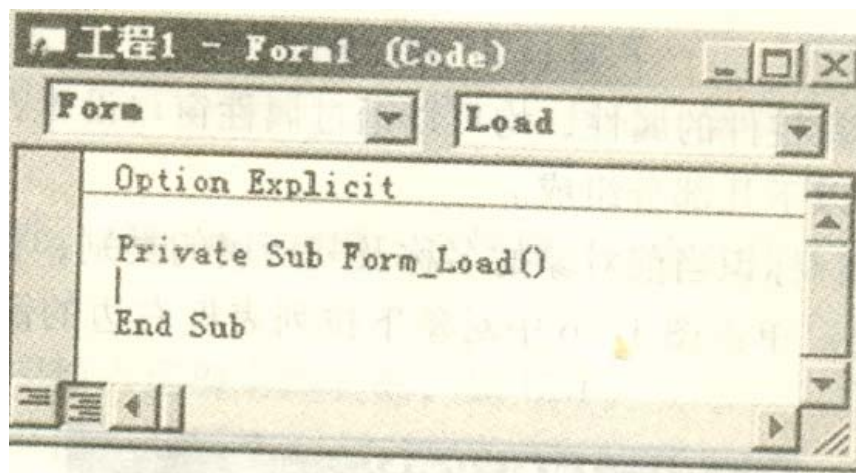 工程1 - Form1 (Code)
Form Load
Option Explicit
Private Sub Form_Load()
End Sub